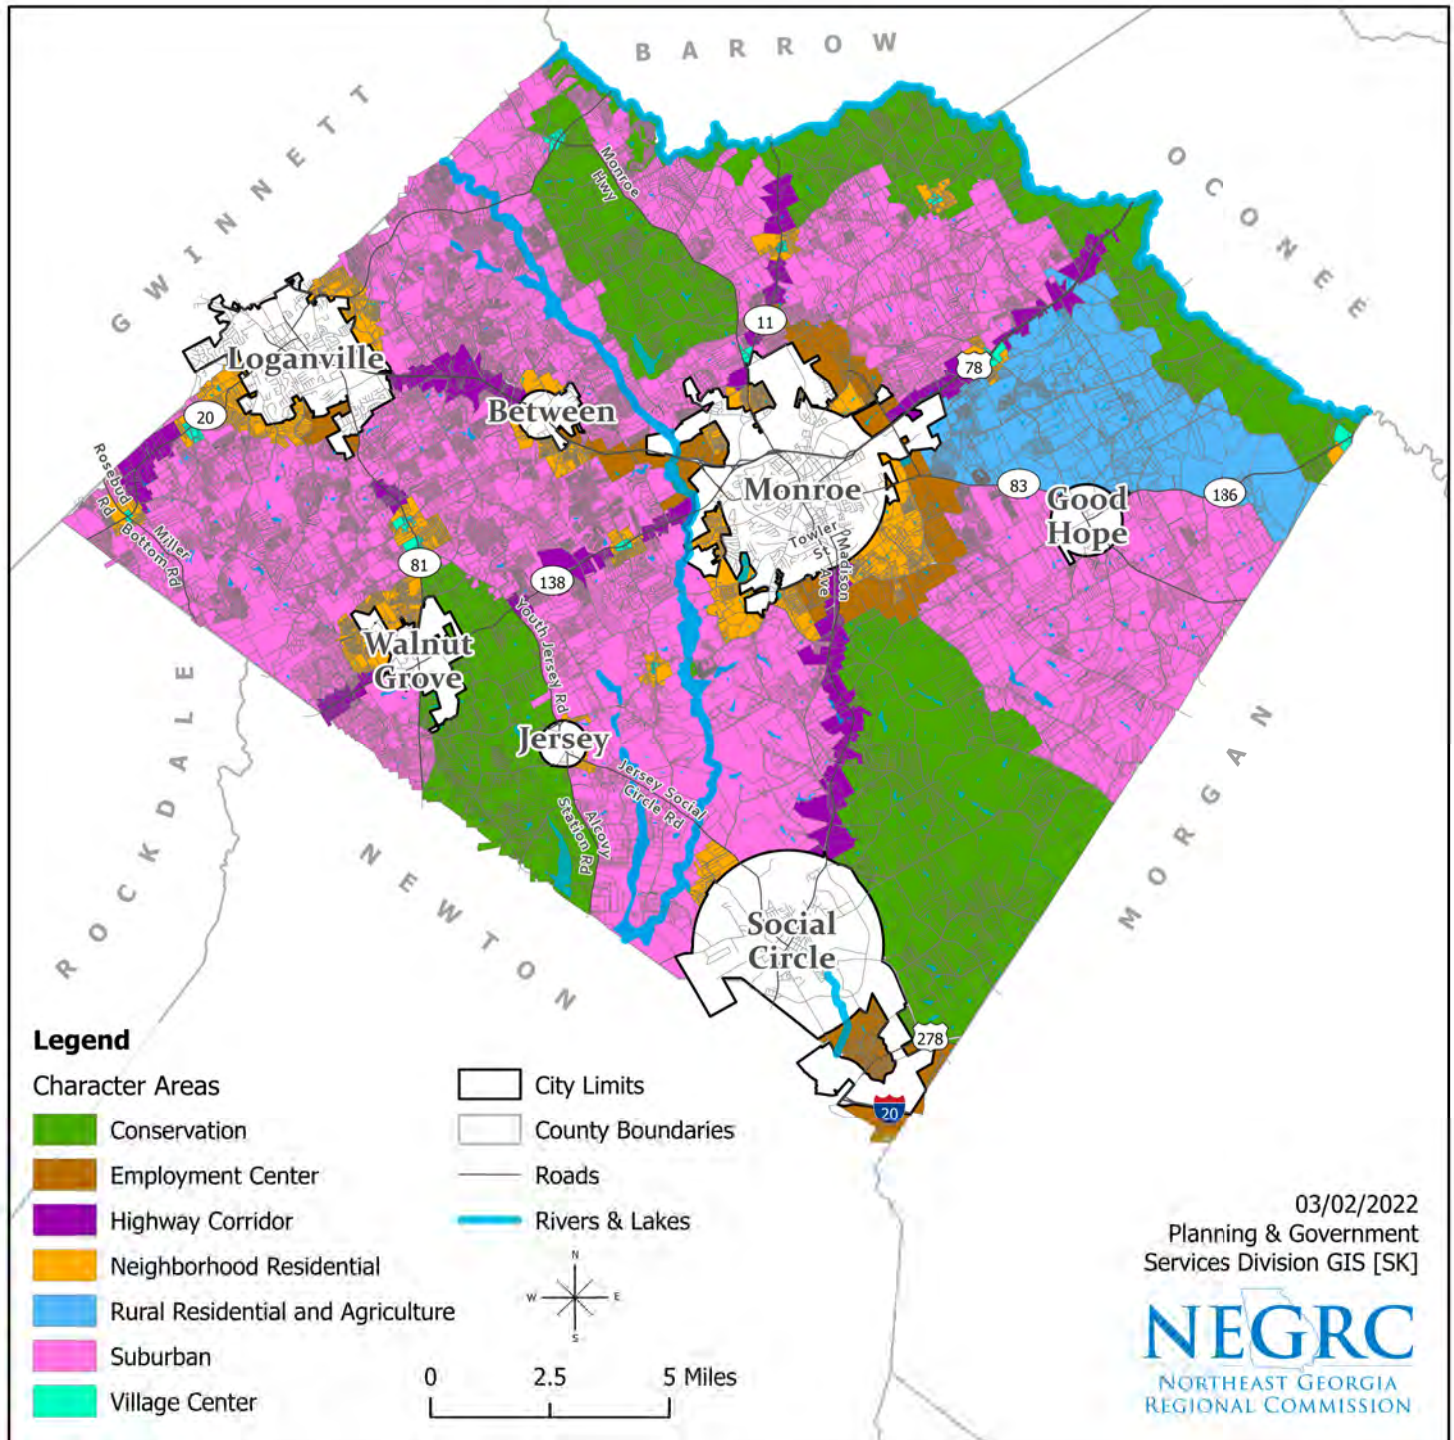 BARROW
GWINNETT
OCONEE
Monroe
Hwy
11
Loganville
78
20
Between
Rosebud
Rd
Miller
Bottom Rd
Monroe
83
Good
Hope
186
Towler
St
Madison
Ave
81
138
Youth Jersey Rd
Walnut
Grove
Jersey
Jersey Social
Circle Rd
Alcovy
Station Rd
ROCKDALE
NEWTON
MORGAN
Social
Circle
278
20
Legend
Character Areas
Conservation
Employment Center
Highway Corridor
Neighborhood Residential
Rural Residential and Agriculture
Suburban
Village Center
City Limits
County Boundaries
Roads
Rivers & Lakes
N
W E
S
0 2.5 5 Miles
03/02/2022
Planning & Government
Services Division GIS [SK]
NEGRC
NORTHEAST GEORGIA
REGIONAL COMMISSION